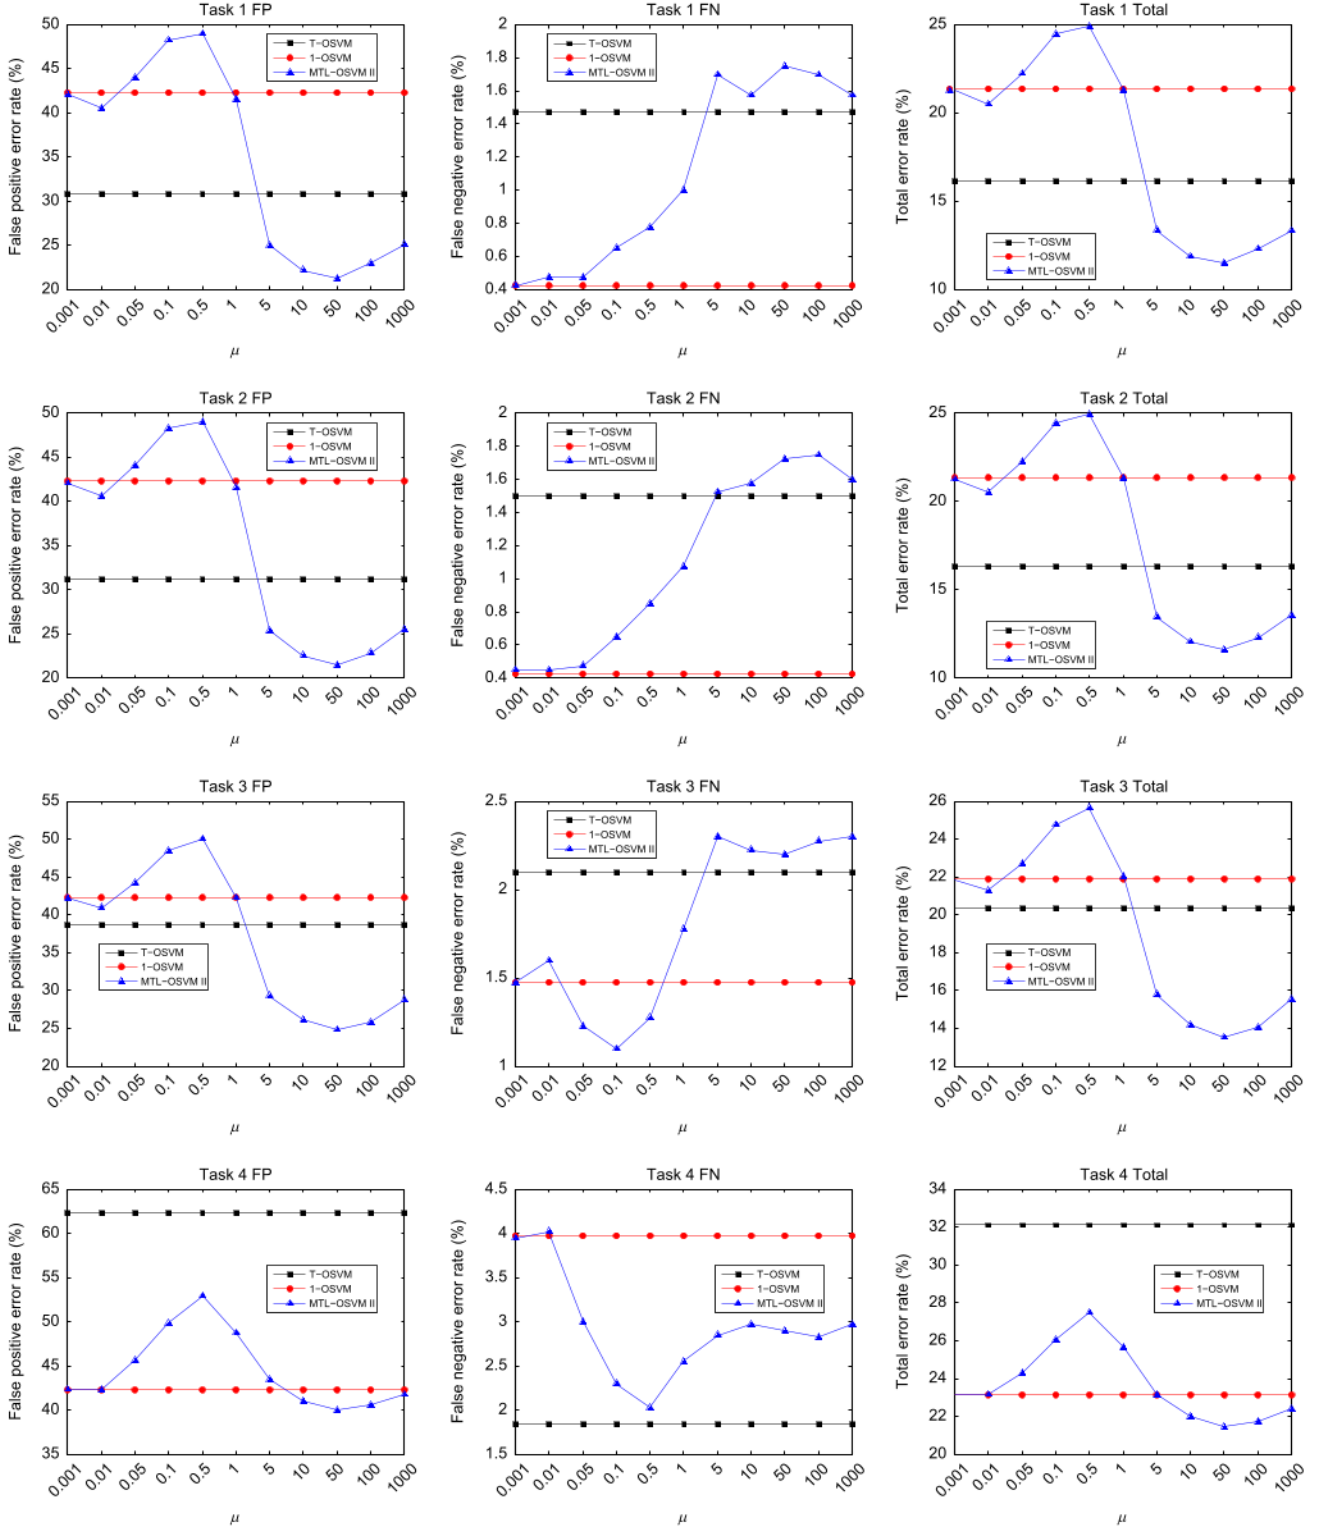 Task 1 FP
False positive error rate (%)
50
45
40
35
30
25
20
T-OSVM
1-OSVM
MTL-OSVM II
0.001 0.01 0.05 0.1 0.5 1 5 10 50 100 1000
μ
Task 1 FN
False negative error rate (%)
2
1.8
1.6
1.4
1.2
1
0.8
0.6
0.4
T-OSVM
1-OSVM
MTL-OSVM II
0.001 0.01 0.05 0.1 0.5 1 5 10 50 100 1000
μ
Task 1 Total
Total error rate (%)
25
20
15
10
T-OSVM
1-OSVM
MTL-OSVM II
0.001 0.01 0.05 0.1 0.5 1 5 10 50 100 1000
μ
Task 2 FP
False positive error rate (%)
50
45
40
35
30
25
20
T-OSVM
1-OSVM
MTL-OSVM II
0.001 0.01 0.05 0.1 0.5 1 5 10 50 100 1000
μ
Task 2 FN
False negative error rate (%)
2
1.8
1.6
1.4
1.2
1
0.8
0.6
0.4
T-OSVM
1-OSVM
MTL-OSVM II
0.001 0.01 0.05 0.1 0.5 1 5 10 50 100 1000
μ
Task 2 Total
Total error rate (%)
25
20
15
10
T-OSVM
1-OSVM
MTL-OSVM II
0.001 0.01 0.05 0.1 0.5 1 5 10 50 100 1000
μ
Task 3 FP
False positive error rate (%)
55
50
45
40
35
30
25
20
T-OSVM
1-OSVM
MTL-OSVM II
0.001 0.01 0.05 0.1 0.5 1 5 10 50 100 1000
μ
Task 3 FN
False negative error rate (%)
2.5
2
1.5
1
T-OSVM
1-OSVM
MTL-OSVM II
0.001 0.01 0.05 0.1 0.5 1 5 10 50 100 1000
μ
Task 3 Total
Total error rate (%)
26
24
22
20
18
16
14
12
T-OSVM
1-OSVM
MTL-OSVM II
0.001 0.01 0.05 0.1 0.5 1 5 10 50 100 1000
μ
Task 4 FP
False positive error rate (%)
65
60
55
50
45
40
35
T-OSVM
1-OSVM
MTL-OSVM II
0.001 0.01 0.05 0.1 0.5 1 5 10 50 100 1000
μ
Task 4 FN
False negative error rate (%)
4.5
4
3.5
3
2.5
2
1.5
T-OSVM
1-OSVM
MTL-OSVM II
0.001 0.01 0.05 0.1 0.5 1 5 10 50 100 1000
μ
Task 4 Total
Total error rate (%)
34
32
30
28
26
24
22
20
T-OSVM
1-OSVM
MTL-OSVM II
0.001 0.01 0.05 0.1 0.5 1 5 10 50 100 1000
μ